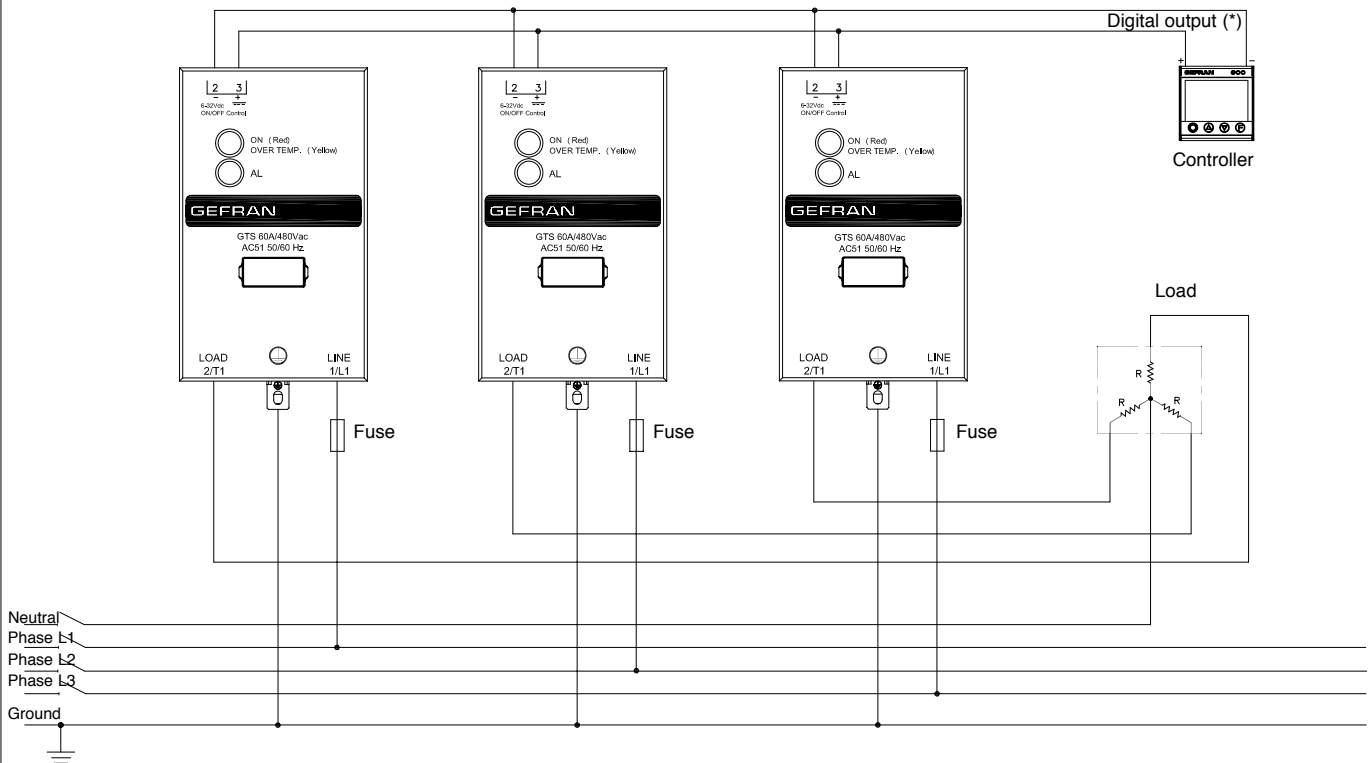 Digital output (*)
+ −
GEFRAN 600
Controller
2 3
− +
6-32Vdc
ON/OFF Control
ON (Red)
OVER TEMP. (Yellow)
AL
GEFRAN
GTS 60A/480Vac
AC51 50/60 Hz
LOAD LINE
2/T1 1/L1
Fuse
2 3
− +
6-32Vdc
ON/OFF Control
ON (Red)
OVER TEMP. (Yellow)
AL
GEFRAN
GTS 60A/480Vac
AC51 50/60 Hz
LOAD LINE
2/T1 1/L1
Fuse
2 3
− +
6-32Vdc
ON/OFF Control
ON (Red)
OVER TEMP. (Yellow)
AL
GEFRAN
GTS 60A/480Vac
AC51 50/60 Hz
LOAD LINE
2/T1 1/L1
Fuse
Load
R
R R
Neutral
Phase L1
Phase L2
Phase L3
Ground